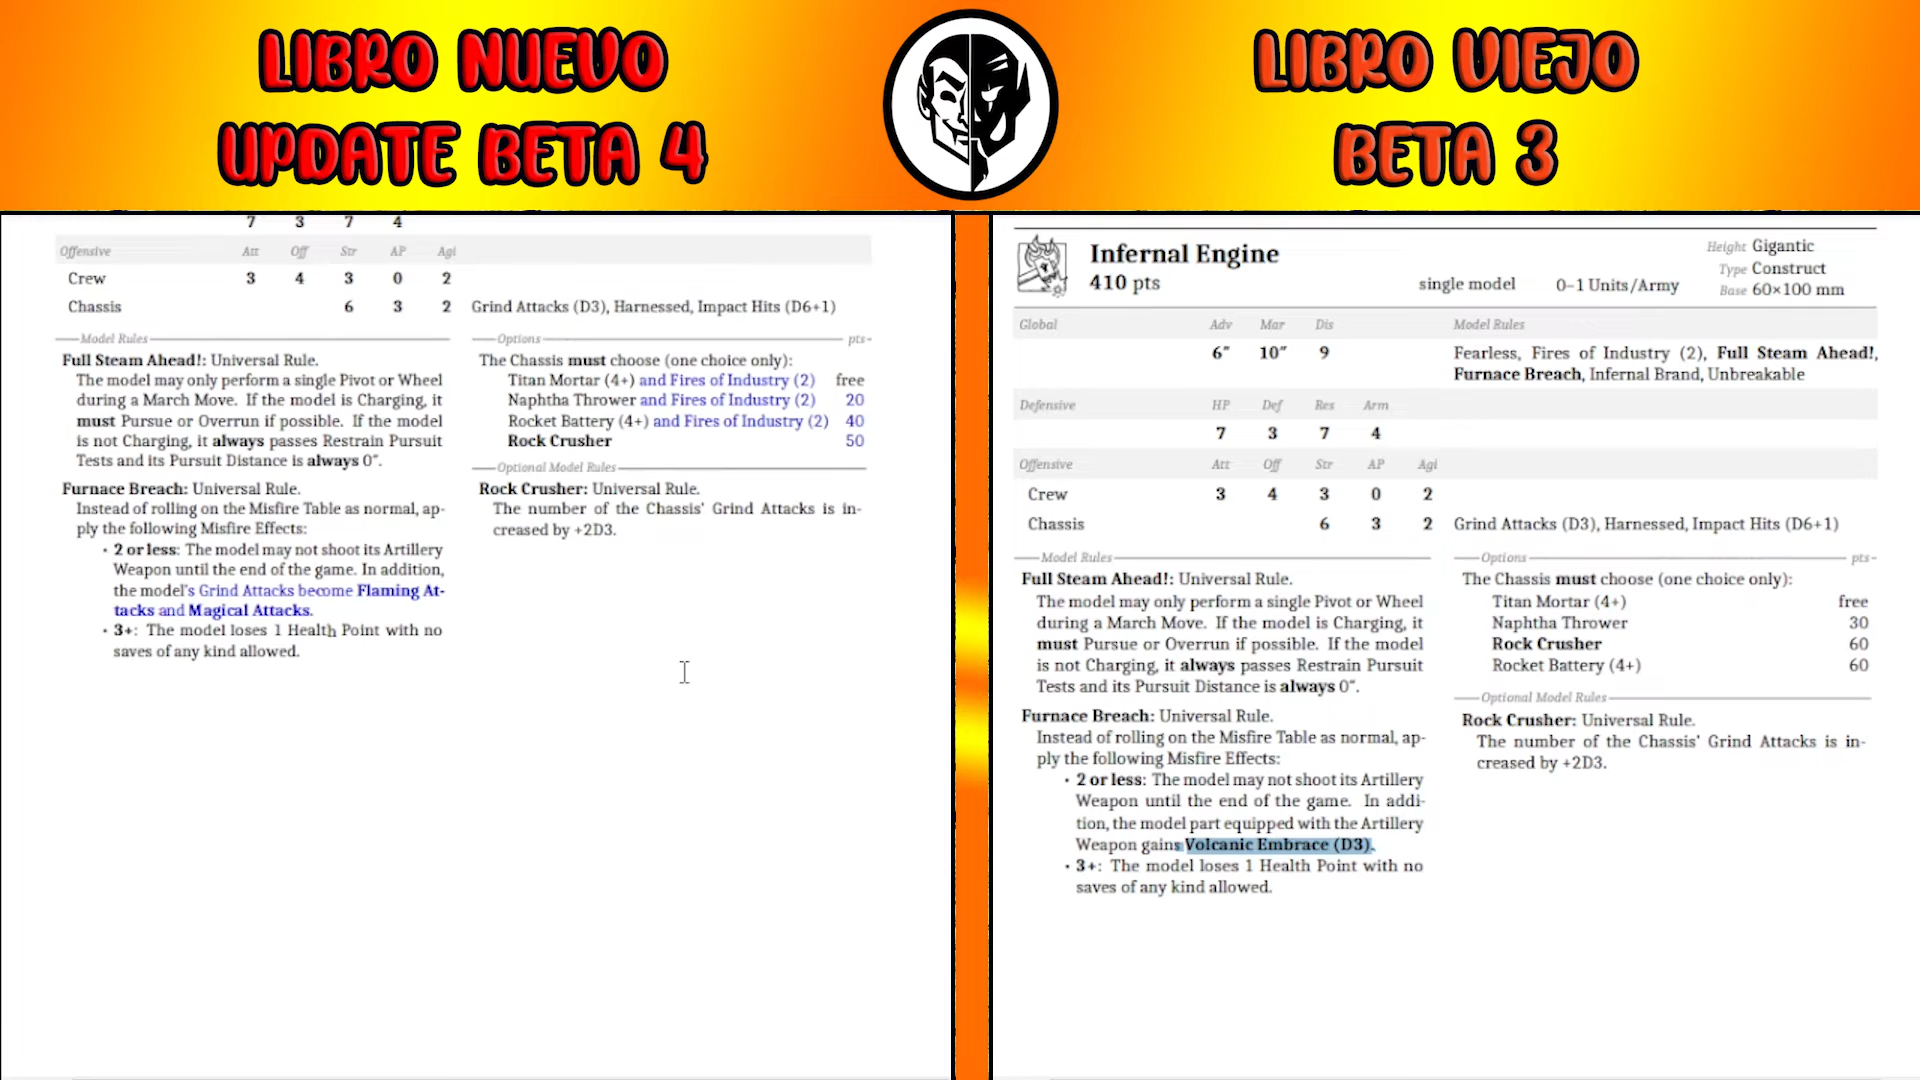 LIBRO NUEVO
UPDATE BETA 4
LIBRO VIEJO
BETA 3
7 3 7 4
Offensive Att Off Str AP Agi
Crew 3 4 3 0 2
Chassis 6 3 2 Grind Attacks (D3), Harnessed, Impact Hits (D6+1)
Model Rules
Full Steam Ahead!: Universal Rule.
The model may only perform a single Pivot or Wheel
during a March Move. If the model is Charging, it
must Pursue or Overrun if possible. If the model
is not Charging, it always passes Restrain Pursuit
Tests and its Pursuit Distance is always 0″.
Furnace Breach: Universal Rule.
Instead of rolling on the Misfire Table as normal, ap-
ply the following Misfire Effects:
• 2 or less: The model may not shoot its Artillery
Weapon until the end of the game. In addition,
the model's Grind Attacks become Flaming At-
tacks and Magical Attacks.
• 3+: The model loses 1 Health Point with no
saves of any kind allowed.
Options pts
The Chassis must choose (one choice only):
Titan Mortar (4+) and Fires of Industry (2) free
Naphtha Thrower and Fires of Industry (2) 20
Rocket Battery (4+) and Fires of Industry (2) 40
Rock Crusher 50
Optional Model Rules
Rock Crusher: Universal Rule.
The number of the Chassis' Grind Attacks is in-
creased by +2D3.
Infernal Engine
410 pts
single model 0–1 Units/Army
Height Gigantic
Type Construct
Base 60×100 mm
Global Adv Mar Dis Model Rules
6″ 10″ 9 Fearless, Fires of Industry (2), Full Steam Ahead!,
Furnace Breach, Infernal Brand, Unbreakable
Defensive HP Def Res Arm
7 3 7 4
Offensive Att Off Str AP Agi
Crew 3 4 3 0 2
Chassis 6 3 2 Grind Attacks (D3), Harnessed, Impact Hits (D6+1)
Model Rules
Full Steam Ahead!: Universal Rule.
The model may only perform a single Pivot or Wheel
during a March Move. If the model is Charging, it
must Pursue or Overrun if possible. If the model
is not Charging, it always passes Restrain Pursuit
Tests and its Pursuit Distance is always 0″.
Furnace Breach: Universal Rule.
Instead of rolling on the Misfire Table as normal, ap-
ply the following Misfire Effects:
• 2 or less: The model may not shoot its Artillery
Weapon until the end of the game. In addi-
tion, the model part equipped with the Artillery
Weapon gains Volcanic Embrace (D3).
• 3+: The model loses 1 Health Point with no
saves of any kind allowed.
Options pts
The Chassis must choose (one choice only):
Titan Mortar (4+) free
Naphtha Thrower 30
Rock Crusher 60
Rocket Battery (4+) 60
Optional Model Rules
Rock Crusher: Universal Rule.
The number of the Chassis' Grind Attacks is in-
creased by +2D3.